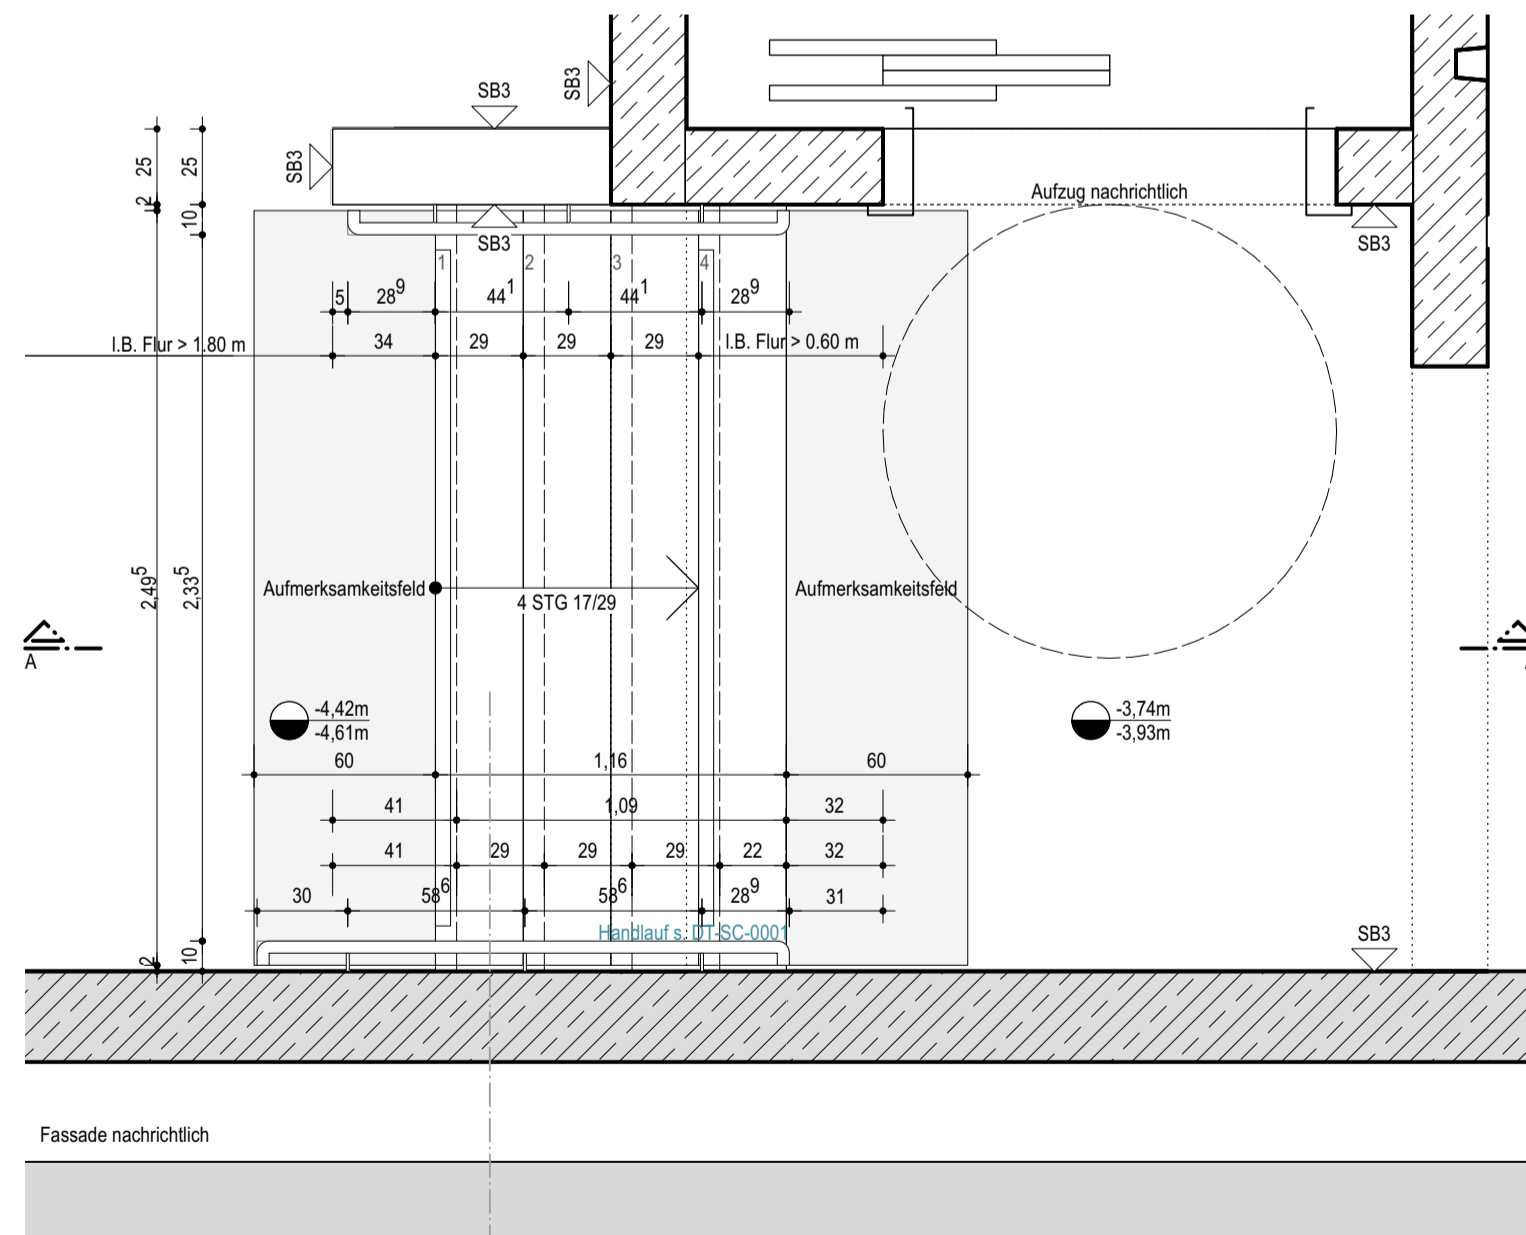 SB3
SB3
SB3
25
25
2
10
Aufzug nachrichtlich
SB3
SB3
1
2
3
4
5
28⁹
44¹
44¹
28⁹
I.B. Flur > 1.80 m
34
29
29
29
I.B. Flur > 0.60 m
2,49⁵
2,33⁵
Aufmerksamkeitsfeld
4 STG 17/29
Aufmerksamkeitsfeld
A
-4,42m
-4,61m
-3,74m
-3,93m
60
1,16
60
41
1,09
32
41
29
29
29
22
32
30
58⁶
58⁶
28⁹
31
Handlauf s. DT-SC-0001
SB3
2
10
Fassade nachrichtlich